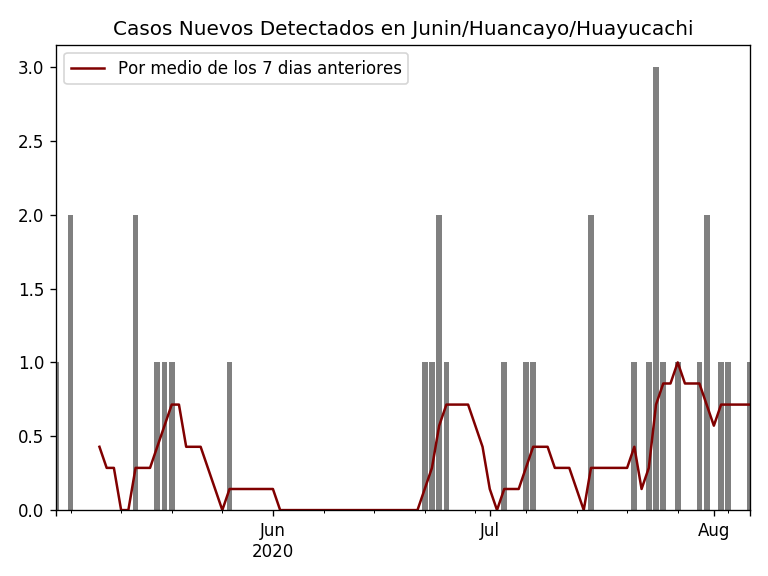 Casos Nuevos Detectados en Junin/Huancayo/Huayucachi
Por medio de los 7 dias anteriores
3.0
2.5
2.0
1.5
1.0
0.5
0.0
Jun
2020
Jul
Aug